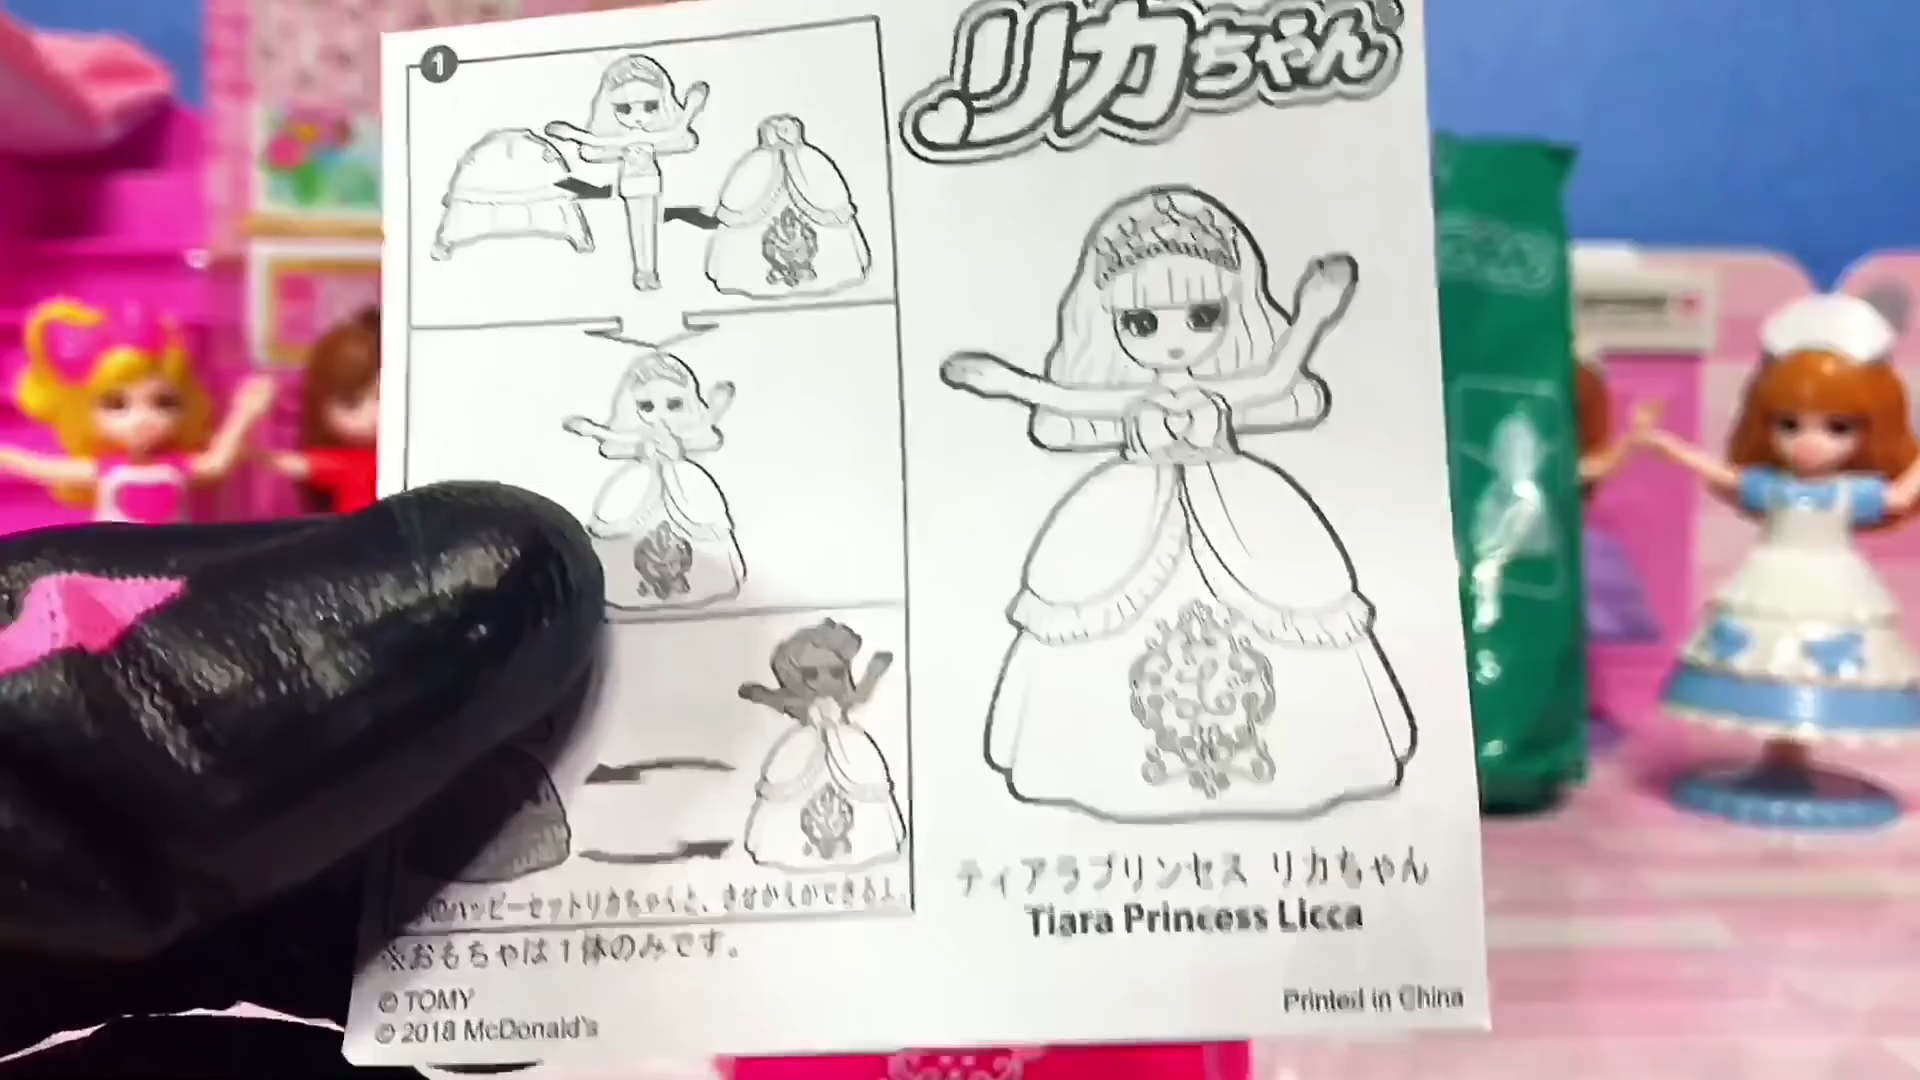 1
リカちゃん
のハッピーセットリカちゃんと、きせかえができるよ。
※おもちゃは1体のみです。
© TOMY
© 2018 McDonald's
ティアラプリンセス リカちゃん
Tiara Princess Licca
Printed in China